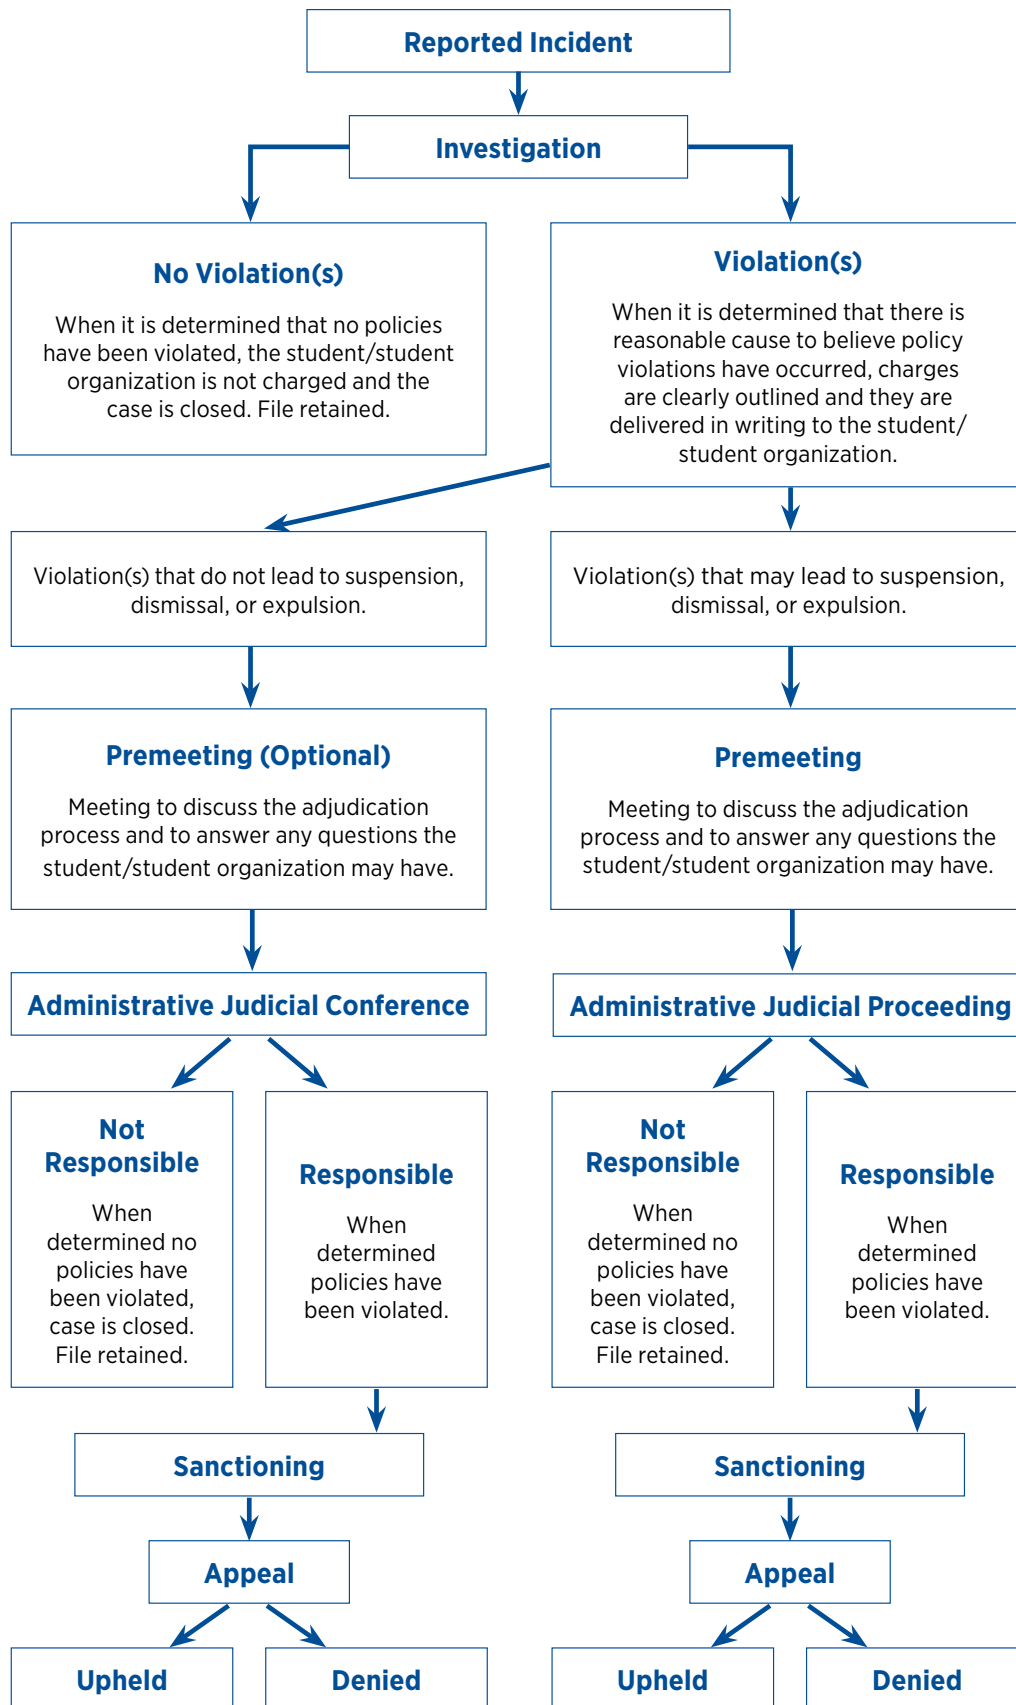 Reported Incident
Investigation
No Violation(s)
When it is determined that no policies
have been violated, the student/student
organization is not charged and the
case is closed. File retained.
Violation(s)
When it is determined that there is
reasonable cause to believe policy
violations have occurred, charges
are clearly outlined and they are
delivered in writing to the student/
student organization.
Violation(s) that do not lead to suspension,
dismissal, or expulsion.
Violation(s) that may lead to suspension,
dismissal, or expulsion.
Premeeting (Optional)
Meeting to discuss the adjudication
process and to answer any questions the
student/student organization may have.
Premeeting
Meeting to discuss the adjudication
process and to answer any questions the
student/student organization may have.
Administrative Judicial Conference
Administrative Judicial Proceeding
Not
Responsible
When
determined no
policies have
been violated,
case is closed.
File retained.
Responsible
When
determined
policies have
been violated.
Not
Responsible
When
determined no
policies have
been violated,
case is closed.
File retained.
Responsible
When
determined
policies have
been violated.
Sanctioning
Sanctioning
Appeal
Appeal
Upheld
Denied
Upheld
Denied